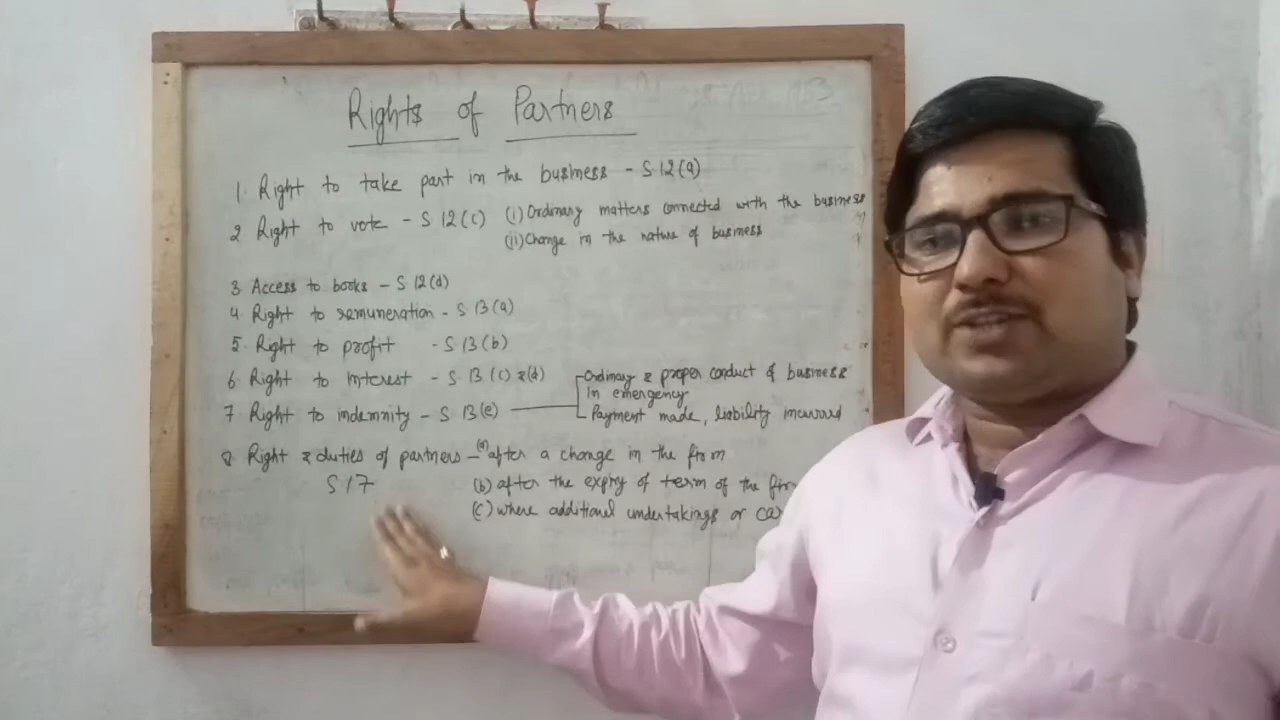 Rights of Partners
1. Right to take part in the business - S 12(a)
2 Right to vote - S 12(c) (i) Ordinary matters connected with the business
(ii) Change in the nature of business
3 Access to books - S 12(d)
4 Right to remuneration - S 13(a)
5 Right to profit - S 13(b)
6 Right to interest - S 13(c) & (d)
7 Right to indemnity - S 13(e)
Ordinary & proper conduct of business
In emergency
Payment made, liability incurred
8 Right & duties of partners - (a) after a change in the firm
S 17
(b) after the expiry of term of the
(c) where additional undertakings or